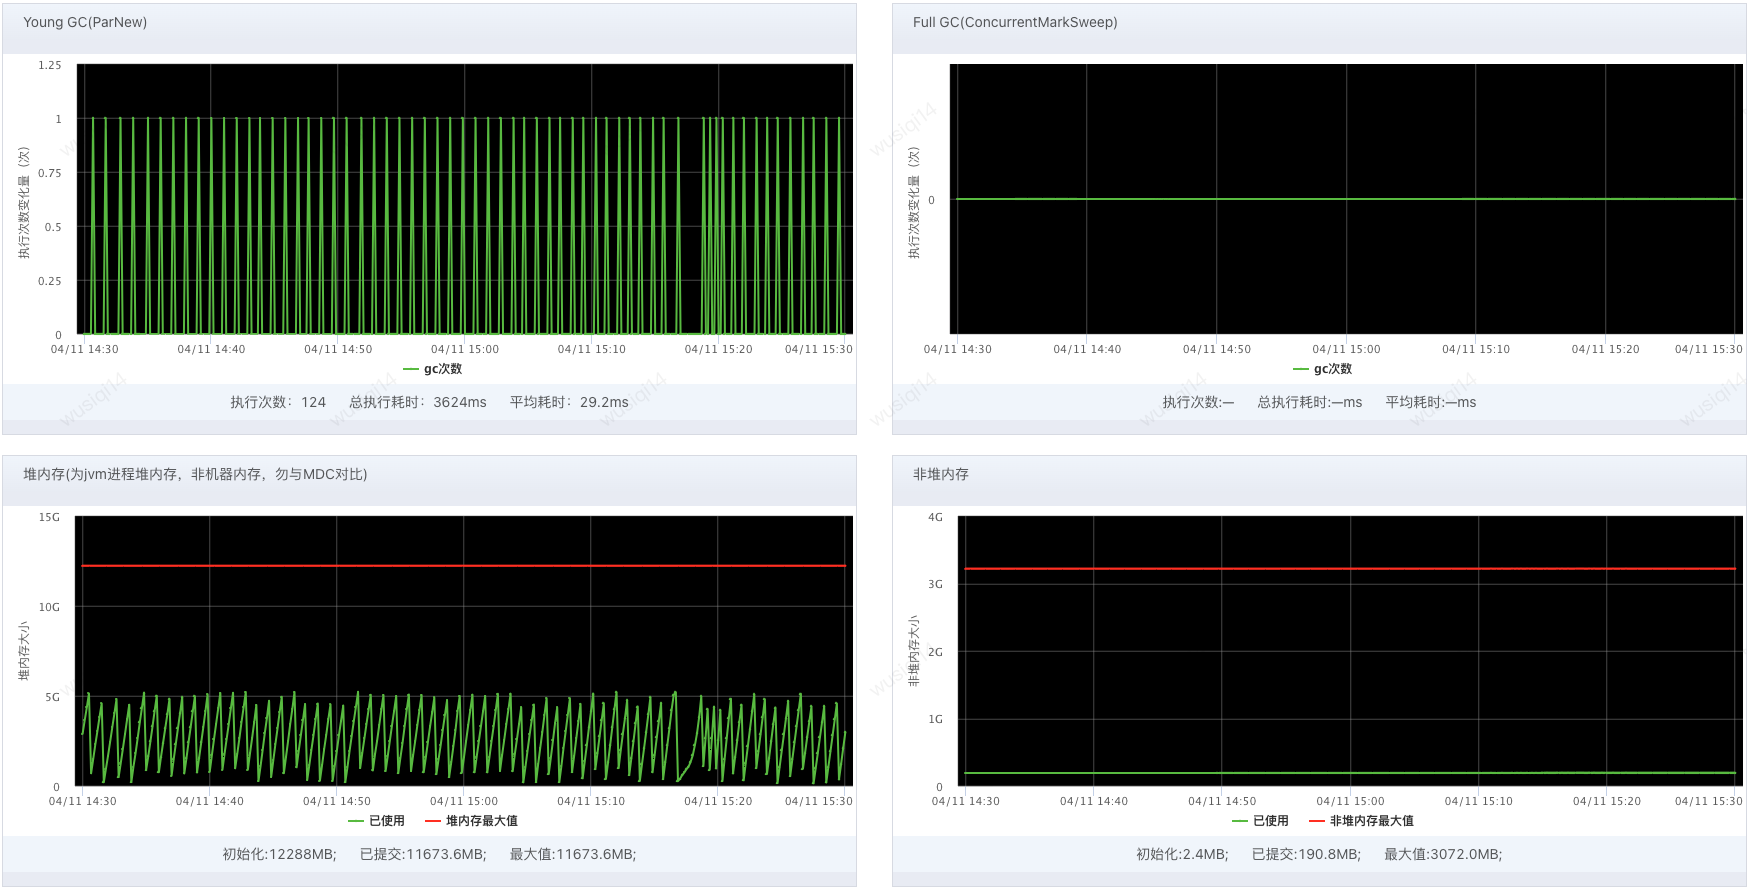 Young GC(ParNew)
1.25
1
0.75
0.5
0.25
0
执行次数变化量（次）
04/11 14:30
04/11 14:40
04/11 14:50
04/11 15:00
04/11 15:10
04/11 15:20
04/11 15:30
gc次数
执行次数：124 总执行耗时：3624ms 平均耗时：29.2ms
Full GC(ConcurrentMarkSweep)
0
执行次数变化量（次）
04/11 14:30
04/11 14:40
04/11 14:50
04/11 15:00
04/11 15:10
04/11 15:20
04/11 15:30
gc次数
执行次数:— 总执行耗时:—ms 平均耗时:—ms
堆内存(为jvm进程堆内存，非机器内存，勿与MDC对比)
15G
10G
5G
0
堆内存大小
04/11 14:30
04/11 14:40
04/11 14:50
04/11 15:00
04/11 15:10
04/11 15:20
04/11 15:30
已使用
堆内存最大值
初始化:12288MB; 已提交:11673.6MB; 最大值:11673.6MB;
非堆内存
4G
3G
2G
1G
0
非堆内存大小
04/11 14:30
04/11 14:40
04/11 14:50
04/11 15:00
04/11 15:10
04/11 15:20
04/11 15:30
已使用
非堆内存最大值
初始化:2.4MB; 已提交:190.8MB; 最大值:3072.0MB;
wusiqi14
wusiqi14
wusiqi14
wusiqi14
wusiqi14
wusiqi14
wusiqi14
wusiqi14